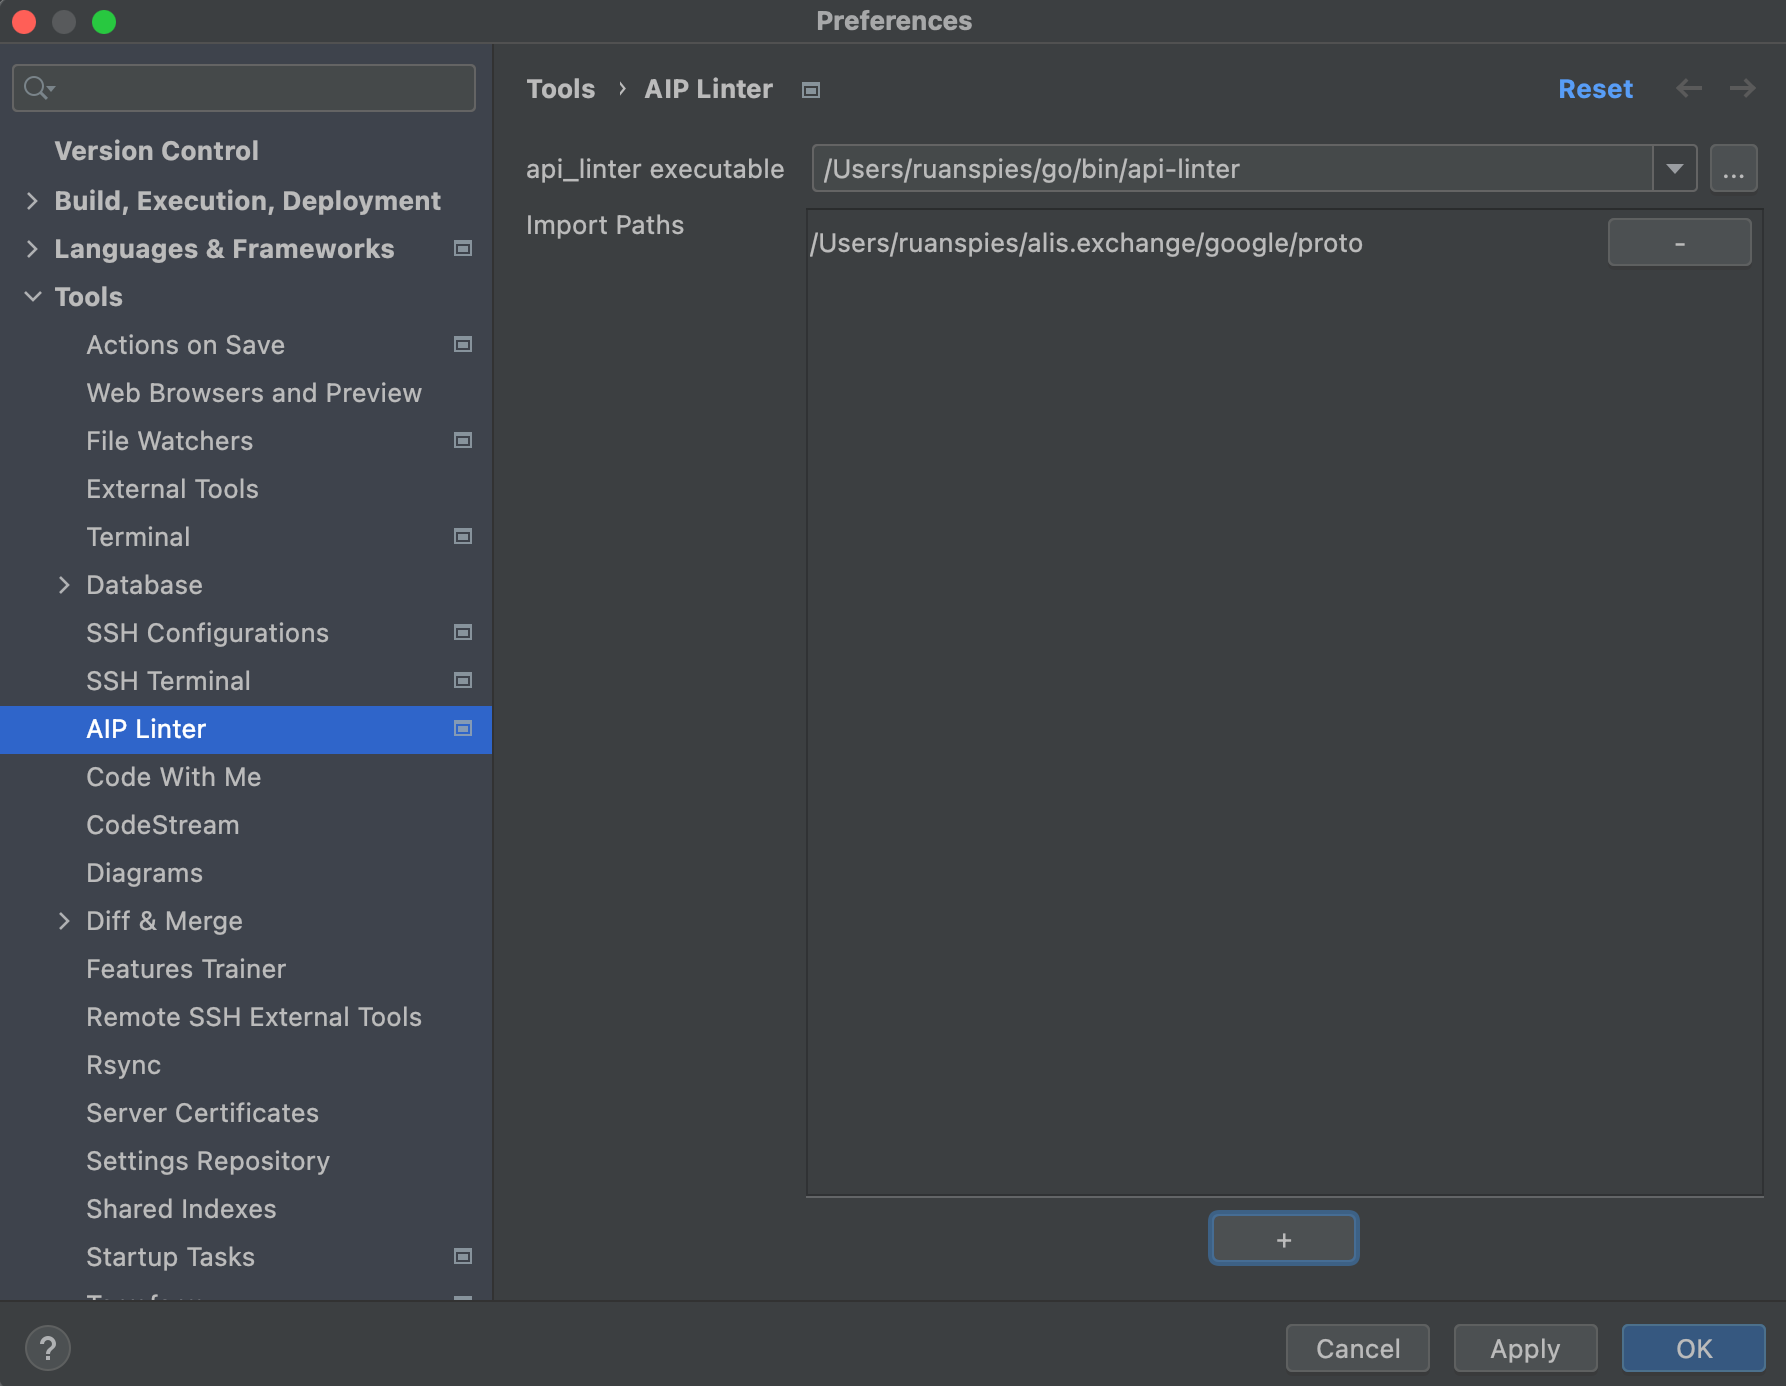 Preferences
Tools › AIP Linter
Reset
Version Control
Build, Execution, Deployment
Languages & Frameworks
Tools
Actions on Save
Web Browsers and Preview
File Watchers
External Tools
Terminal
Database
SSH Configurations
SSH Terminal
AIP Linter
Code With Me
CodeStream
Diagrams
Diff & Merge
Features Trainer
Remote SSH External Tools
Rsync
Server Certificates
Settings Repository
Shared Indexes
Startup Tasks
api_linter executable
/Users/ruanspies/go/bin/api-linter
...
Import Paths
/Users/ruanspies/alis.exchange/google/proto
-
+
?
Cancel
Apply
OK